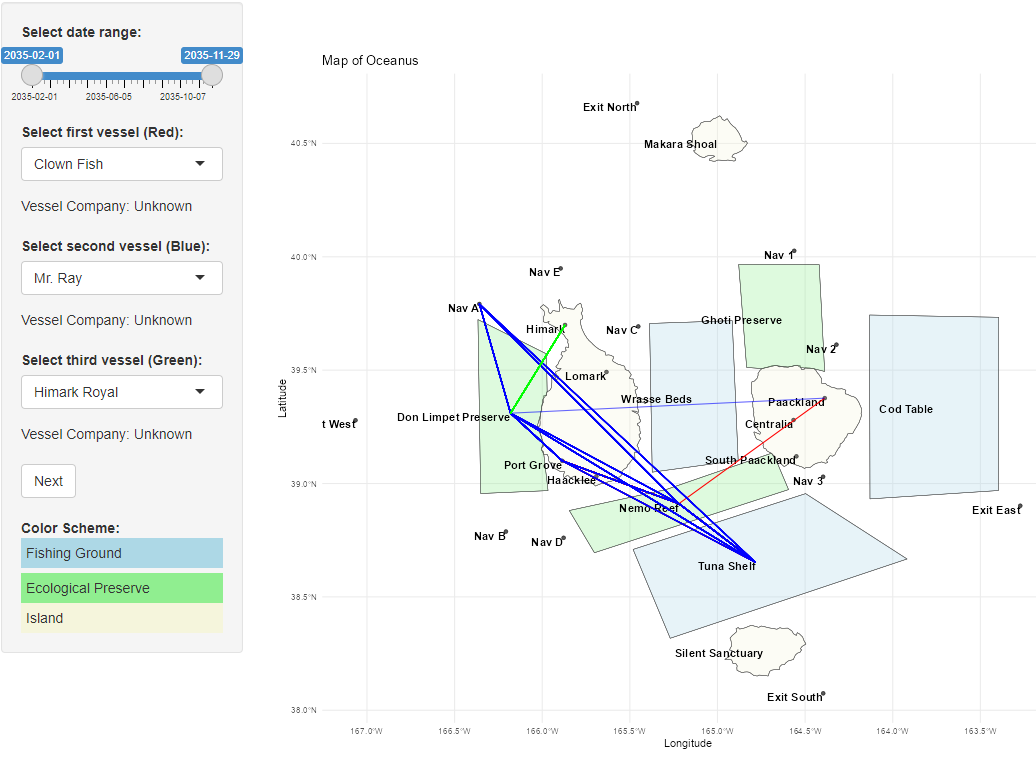 Select date range:
2035-02-01 2035-11-29
2035-02-01 2035-06-05 2035-10-07
Select first vessel (Red):
Clown Fish
Vessel Company: Unknown
Select second vessel (Blue):
Mr. Ray
Vessel Company: Unknown
Select third vessel (Green):
Himark Royal
Vessel Company: Unknown
Next
Color Scheme:
Fishing Ground
Ecological Preserve
Island
Map of Oceanus
Exit North
Makara Shoal
Nav 1
Nav E
Nav A
Himark
Nav C
Ghoti Preserve
Nav 2
Lomark
Wrasse Beds
Paackland
Cod Table
Don Limpet Preserve
t West
Centralia
Port Grove
South Paackland
Haacklee
Nav 3
Nemo Reef
Exit East
Nav B
Nav D
Tuna Shelf
Silent Sanctuary
Exit South
40.5°N
40.0°N
39.5°N
39.0°N
38.5°N
38.0°N
Latitude
167.0°W 166.5°W 166.0°W 165.5°W 165.0°W 164.5°W 164.0°W 163.5°W
Longitude